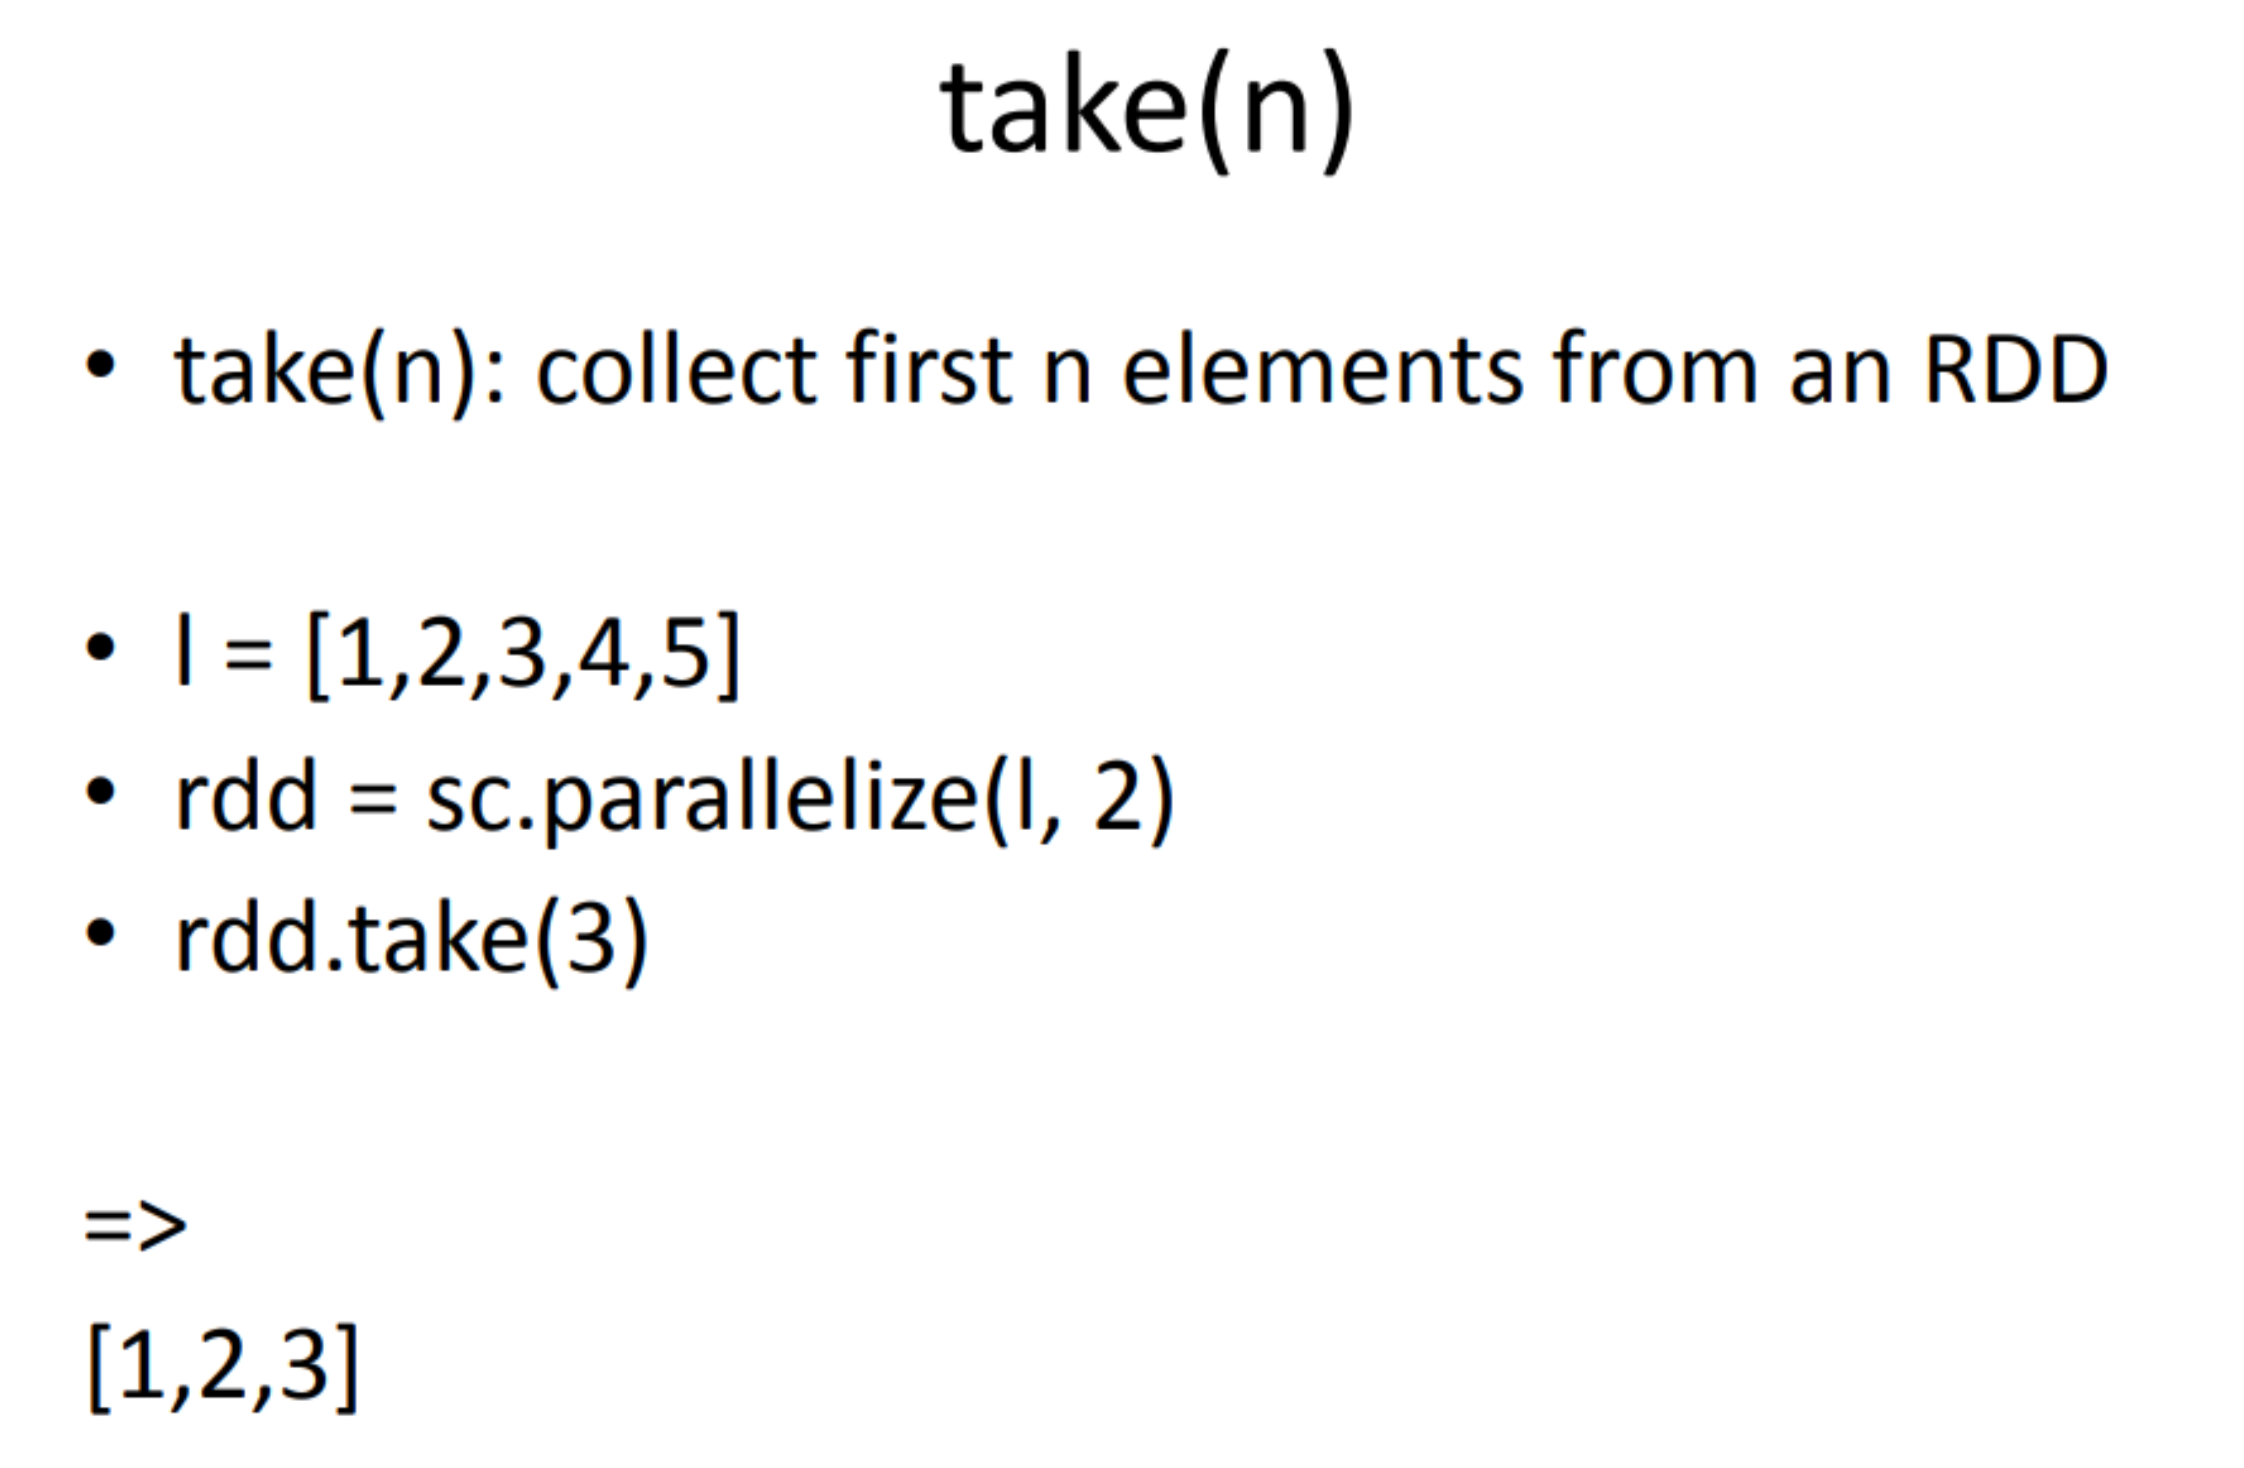 take(n)
• take(n): collect first n elements from an RDD
• l = [1,2,3,4,5]
• rdd = sc.parallelize(l, 2)
• rdd.take(3)
=>
[1,2,3]